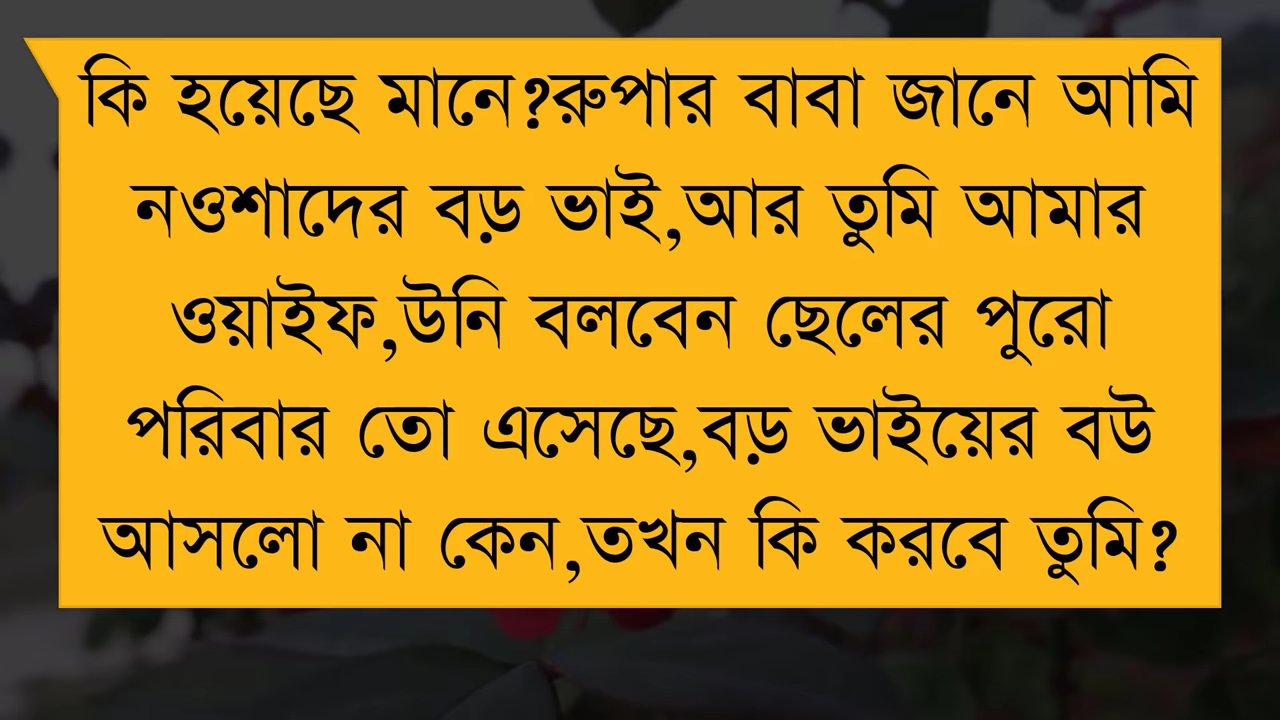 কি হয়েছে মানে?রুপার বাবা জানে আমি
নওশাদের বড় ভাই,আর তুমি আমার
ওয়াইফ,উনি বলবেন ছেলের পুরো
পরিবার তো এসেছে,বড় ভাইয়ের বউ
আসলো না কেন,তখন কি করবে তুমি?